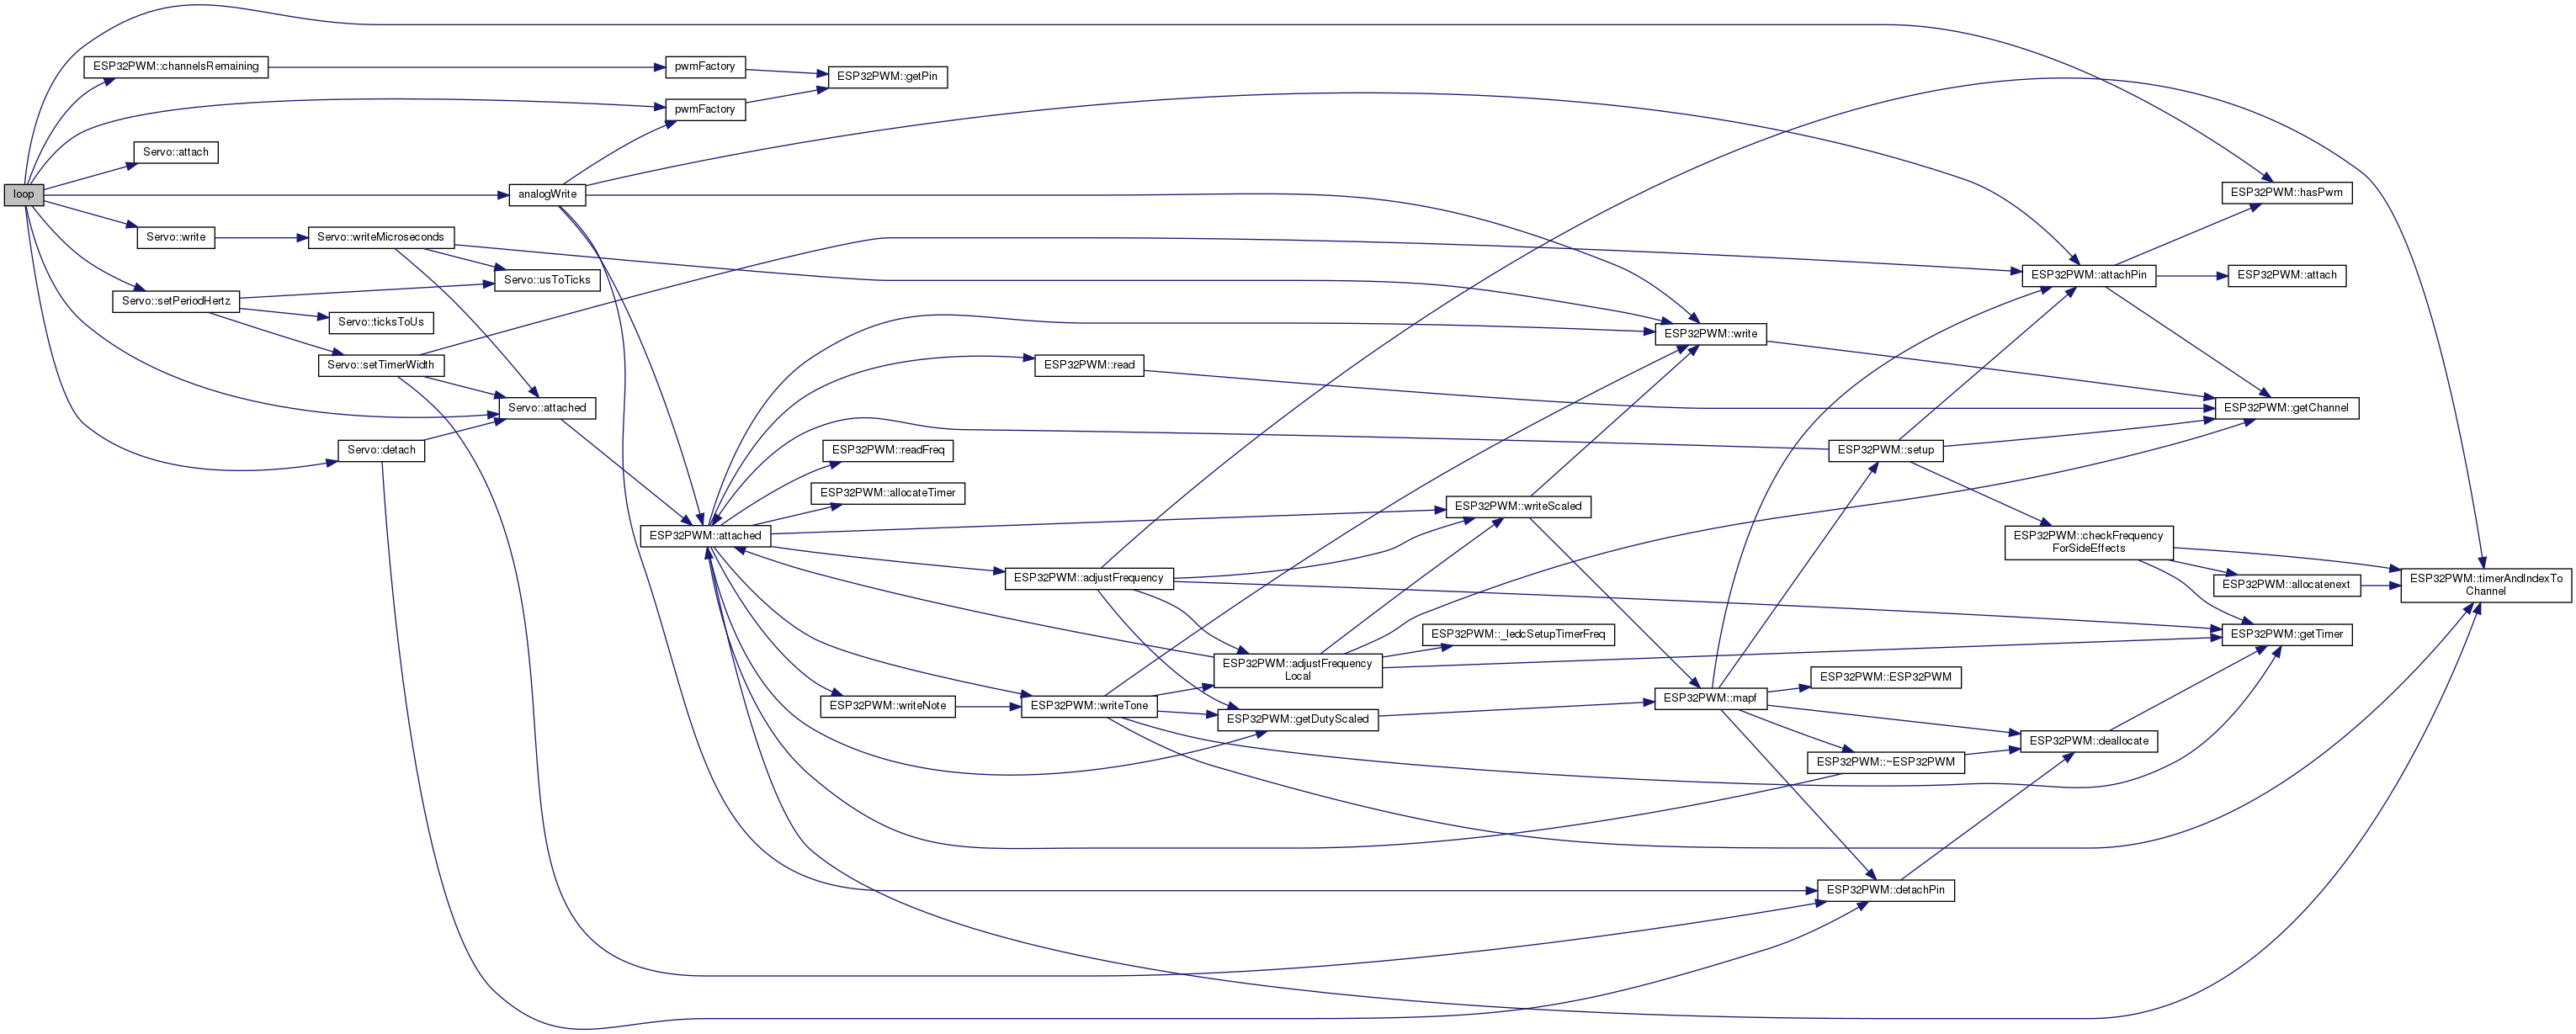 loop
ESP32PWM::channelsRemaining
pwmFactory
ESP32PWM::getPin
pwmFactory
Servo::attach
analogWrite
ESP32PWM::hasPwm
Servo::write
Servo::writeMicroseconds
Servo::usToTicks
ESP32PWM::attachPin
ESP32PWM::attach
Servo::setPeriodHertz
Servo::ticksToUs
ESP32PWM::write
Servo::setTimerWidth
ESP32PWM::read
Servo::attached
ESP32PWM::getChannel
Servo::detach
ESP32PWM::readFreq
ESP32PWM::setup
ESP32PWM::allocateTimer
ESP32PWM::writeScaled
ESP32PWM::attached
ESP32PWM::checkFrequency
ForSideEffects
ESP32PWM::adjustFrequency
ESP32PWM::allocatenext
ESP32PWM::timerAndIndexTo
Channel
ESP32PWM::_ledcSetupTimerFreq
ESP32PWM::getTimer
ESP32PWM::adjustFrequency
Local
ESP32PWM::ESP32PWM
ESP32PWM::writeNote
ESP32PWM::writeTone
ESP32PWM::mapf
ESP32PWM::getDutyScaled
ESP32PWM::deallocate
ESP32PWM::~ESP32PWM
ESP32PWM::detachPin